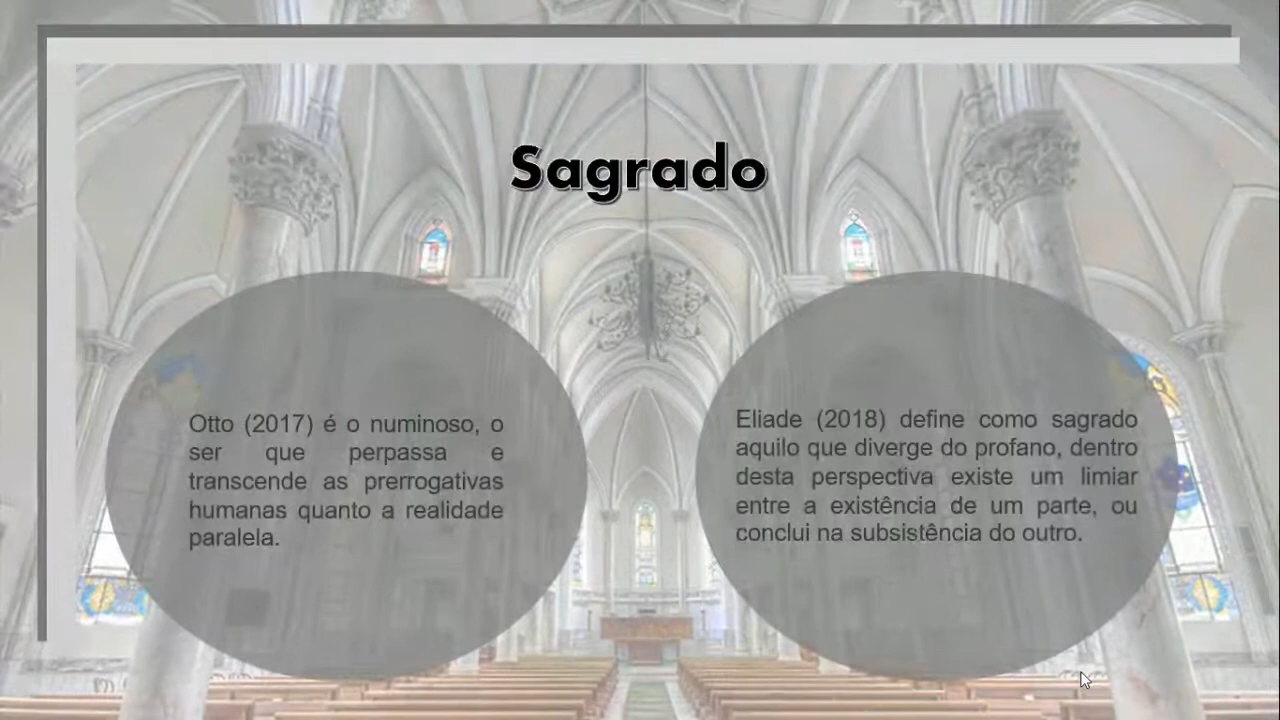 Sagrado
Otto (2017) é o numinoso, o
ser que perpassa e
transcende as prerrogativas
humanas quanto a realidade
paralela.
Eliade (2018) define como sagrado
aquilo que diverge do profano, dentro
desta perspectiva existe um limiar
entre a existência de um parte, ou
conclui na subsistência do outro.